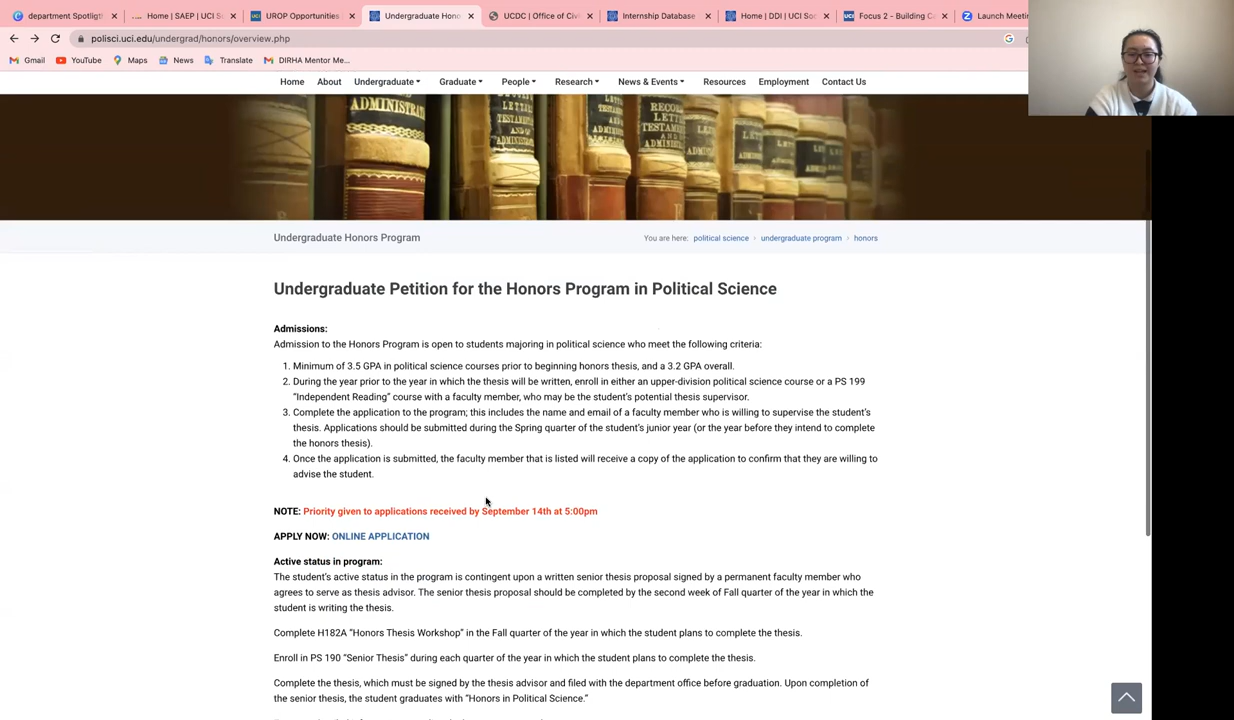 department Spotligth
Home | SAEP | UCI S
UROP Opportunities
Undergraduate Hono
UCDC | Office of Civi
Internship Database
Home | DDI | UCI Soc
Focus 2 - Building C
Launch Meeti
polisci.uci.edu/undergrad/honors/overview.php
Gmail YouTube Maps News Translate DIRHA Mentor Me...
Home About Undergraduate Graduate People Research News & Events Resources Employment Contact Us
ADMINISTRA
RECOR
LETTE
TESTAME
AND
Undergraduate Honors Program
You are here: political science › undergraduate program › honors
Undergraduate Petition for the Honors Program in Political Science
Admissions:
Admission to the Honors Program is open to students majoring in political science who meet the following criteria:
1. Minimum of 3.5 GPA in political science courses prior to beginning honors thesis, and a 3.2 GPA overall.
2. During the year prior to the year in which the thesis will be written, enroll in either an upper-division political science course or a PS 199
“Independent Reading” course with a faculty member, who may be the student’s potential thesis supervisor.
3. Complete the application to the program; this includes the name and email of a faculty member who is willing to supervise the student’s
thesis. Applications should be submitted during the Spring quarter of the student’s junior year (or the year before they intend to complete
the honors thesis).
4. Once the application is submitted, the faculty member that is listed will receive a copy of the application to confirm that they are willing to
advise the student.
NOTE: Priority given to applications received by September 14th at 5:00pm
APPLY NOW: ONLINE APPLICATION
Active status in program:
The student’s active status in the program is contingent upon a written senior thesis proposal signed by a permanent faculty member who
agrees to serve as thesis advisor. The senior thesis proposal should be completed by the second week of Fall quarter of the year in which the
student is writing the thesis.
Complete H182A “Honors Thesis Workshop” in the Fall quarter of the year in which the student plans to complete the thesis.
Enroll in PS 190 “Senior Thesis” during each quarter of the year in which the student plans to complete the thesis.
Complete the thesis, which must be signed by the thesis advisor and filed with the department office before graduation. Upon completion of
the senior thesis, the student graduates with “Honors in Political Science.”